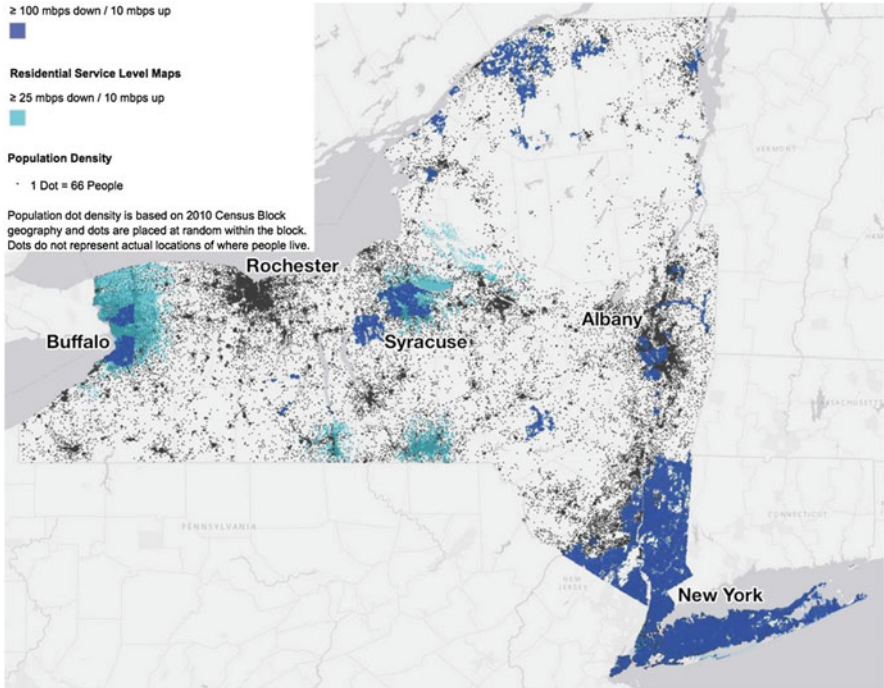 ≥ 100 mbps down / 10 mbps up
Residential Service Level Maps
≥ 25 mbps down / 10 mbps up
Population Density
1 Dot = 66 People
Population dot density is based on 2010 Census Block
geography and dots are placed at random within the block.
Dots do not represent actual locations of where people live.
VERMONT
Rochester
Buffalo
Syracuse
Albany
MASSACHUSETTS
PENNSYLVANIA
CONNECTICUT
NEW
JERSEY
New York